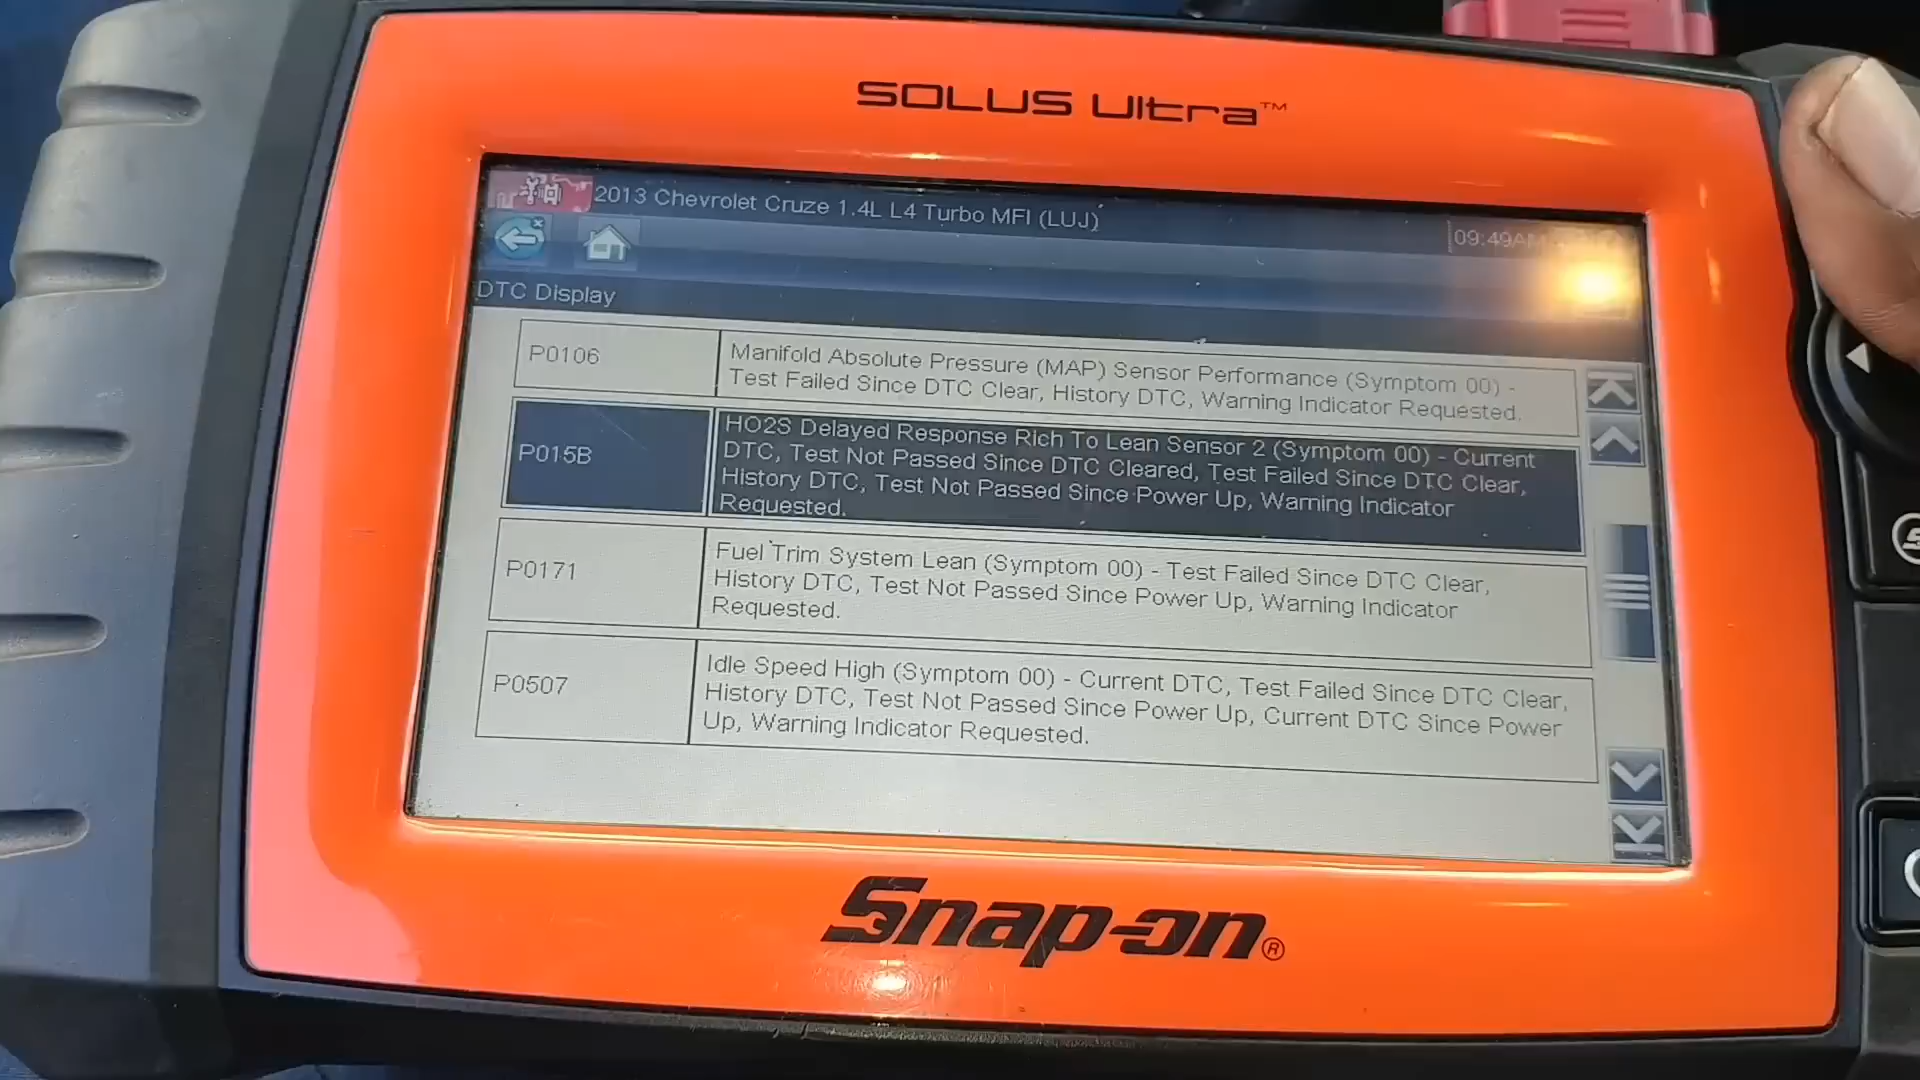 SOLUS Ultra™
2013 Chevrolet Cruze 1.4L L4 Turbo MFI (LUJ)
09:49AM
DTC Display
P0106
Manifold Absolute Pressure (MAP) Sensor Performance (Symptom 00) -
Test Failed Since DTC Clear, History DTC, Warning Indicator Requested.
P015B
HO2S Delayed Response Rich To Lean Sensor 2 (Symptom 00) - Current
DTC, Test Not Passed Since DTC Cleared, Test Failed Since DTC Clear,
History DTC, Test Not Passed Since Power Up, Warning Indicator
Requested.
P0171
Fuel Trim System Lean (Symptom 00) - Test Failed Since DTC Clear,
History DTC, Test Not Passed Since Power Up, Warning Indicator
Requested.
P0507
Idle Speed High (Symptom 00) - Current DTC, Test Failed Since DTC Clear,
History DTC, Test Not Passed Since Power Up, Current DTC Since Power
Up, Warning Indicator Requested.
Snap-on®